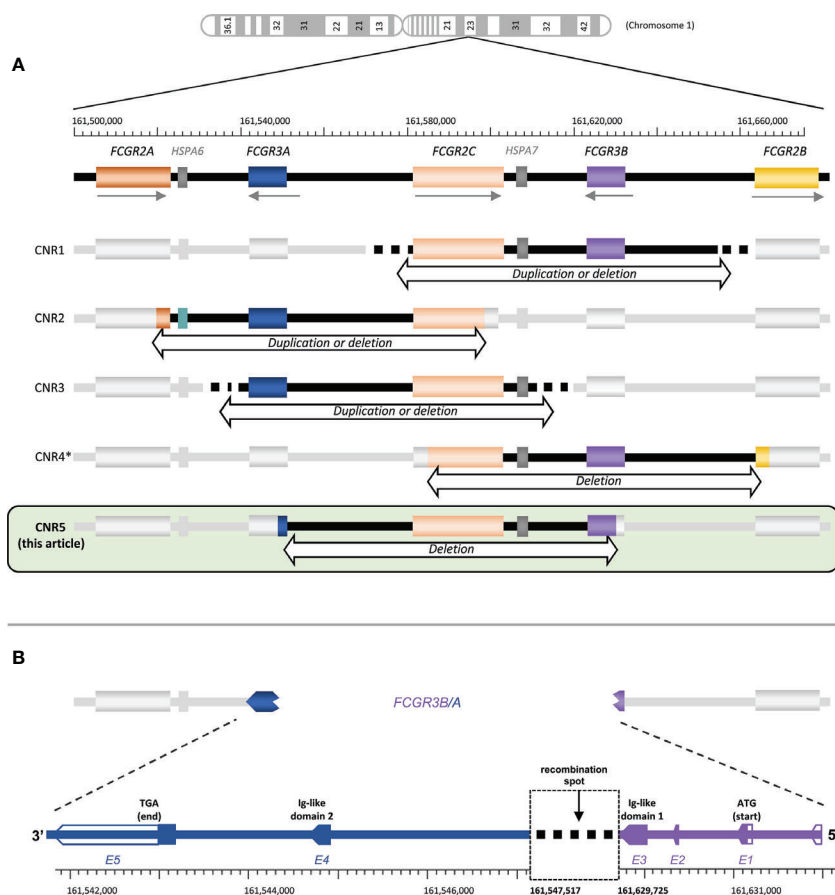 36.1 32 31 22 21 13 21 23 31 32 42 (Chromosome 1)
A
161,500,000 161,540,000 161,580,000 161,620,000 161,660,000
FCGR2A HSPA6 FCGR3A FCGR2C HSPA7 FCGR3B FCGR2B
CNR1
Duplication or deletion
CNR2
Duplication or deletion
CNR3
Duplication or deletion
CNR4*
Deletion
CNR5
(this article)
Deletion
B
FCGR3B/A
recombination
spot
TGA
(end)
Ig-like
domain 2
Ig-like
domain 1
ATG
(start)
3' 5'
E5 E4 E3 E2 E1
161,542,000 161,544,000 161,546,000 161,547,517 161,629,725 161,631,000